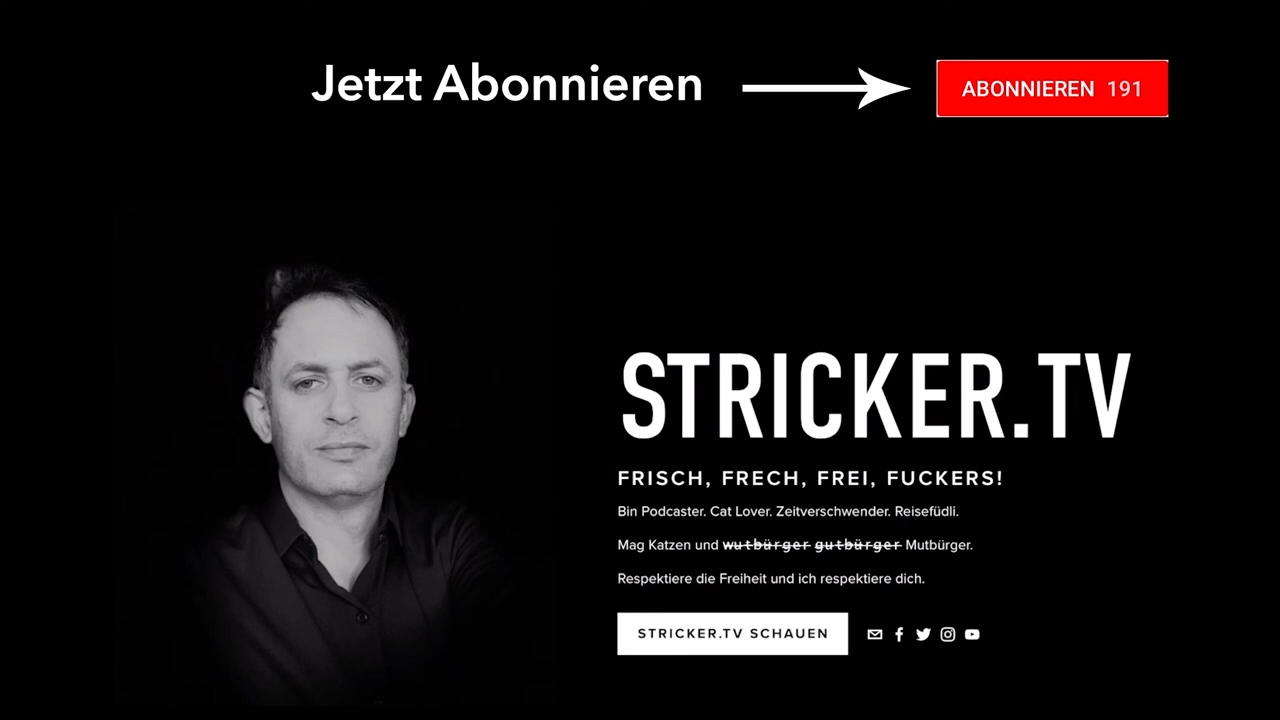 Jetzt Abonnieren
ABONNIEREN 191
STRICKER.TV
FRISCH, FRECH, FREI, FUCKERS!
Bin Podcaster. Cat Lover. Zeitverschwender. Reisefüdli.
Mag Katzen und wutbürger gutbürger Mutbürger.
Respektiere die Freiheit und ich respektiere dich.
STRICKER.TV SCHAUEN